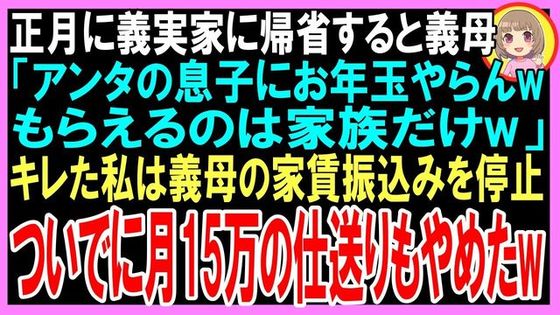 正月に義実家に帰省すると義母
「アンタの息子にお年玉やらんw
もらえるのは家族だけw」
キレた私は義母の家賃振込みを停止
ついでに月15万の仕送りもやめたw